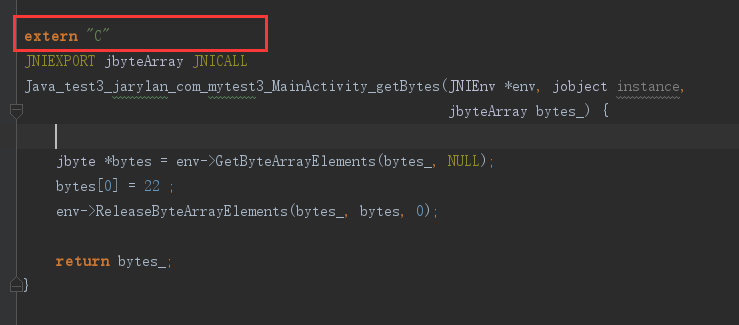 extern "C"
JNIEXPORT jbyteArray JNICALL
Java_test3_jarylan_com_mytest3_MainActivity_getBytes(JNIEnv *env, jobject instance,
jbyteArray bytes_) {
jbyte *bytes = env->GetByteArrayElements(bytes_, NULL);
bytes[0] = 22 ;
env->ReleaseByteArrayElements(bytes_, bytes, 0);
return bytes_;
}